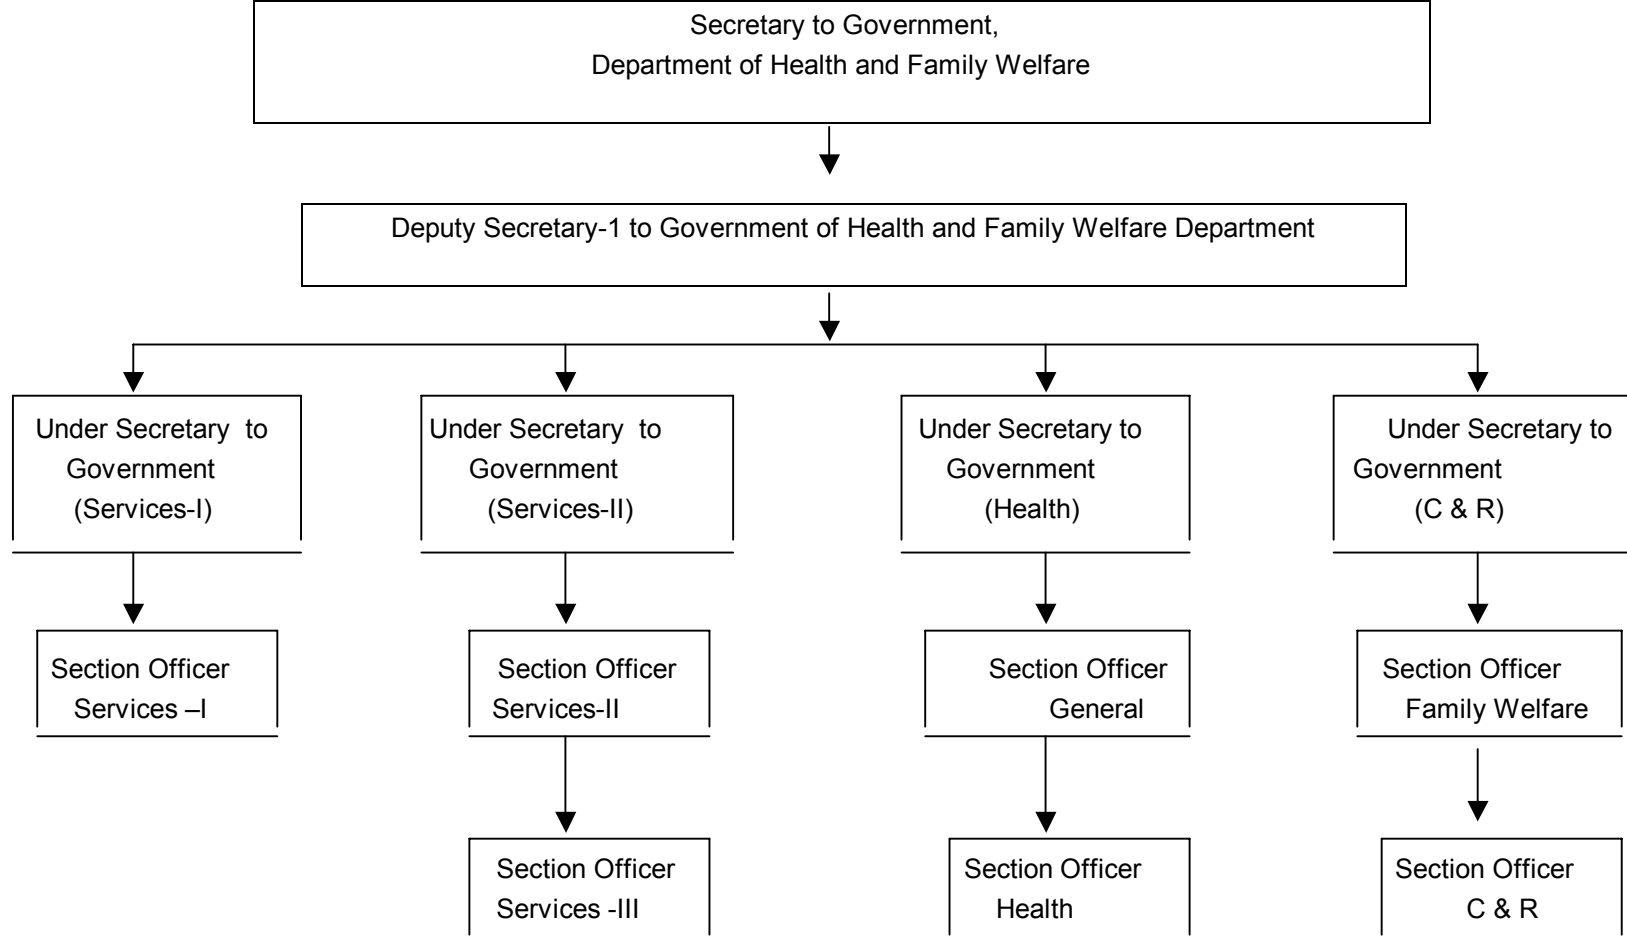 Secretary to Government,
Department of Health and Family Welfare
Deputy Secretary-1 to Government of Health and Family Welfare Department
Under Secretary to
Government
(Services-I)
Under Secretary to
Government
(Services-II)
Under Secretary to
Government
(Health)
Under Secretary to
Government
(C & R)
Section Officer
Services –I
Section Officer
Services-II
Section Officer
General
Section Officer
Family Welfare
Section Officer
Services -III
Section Officer
Health
Section Officer
C & R